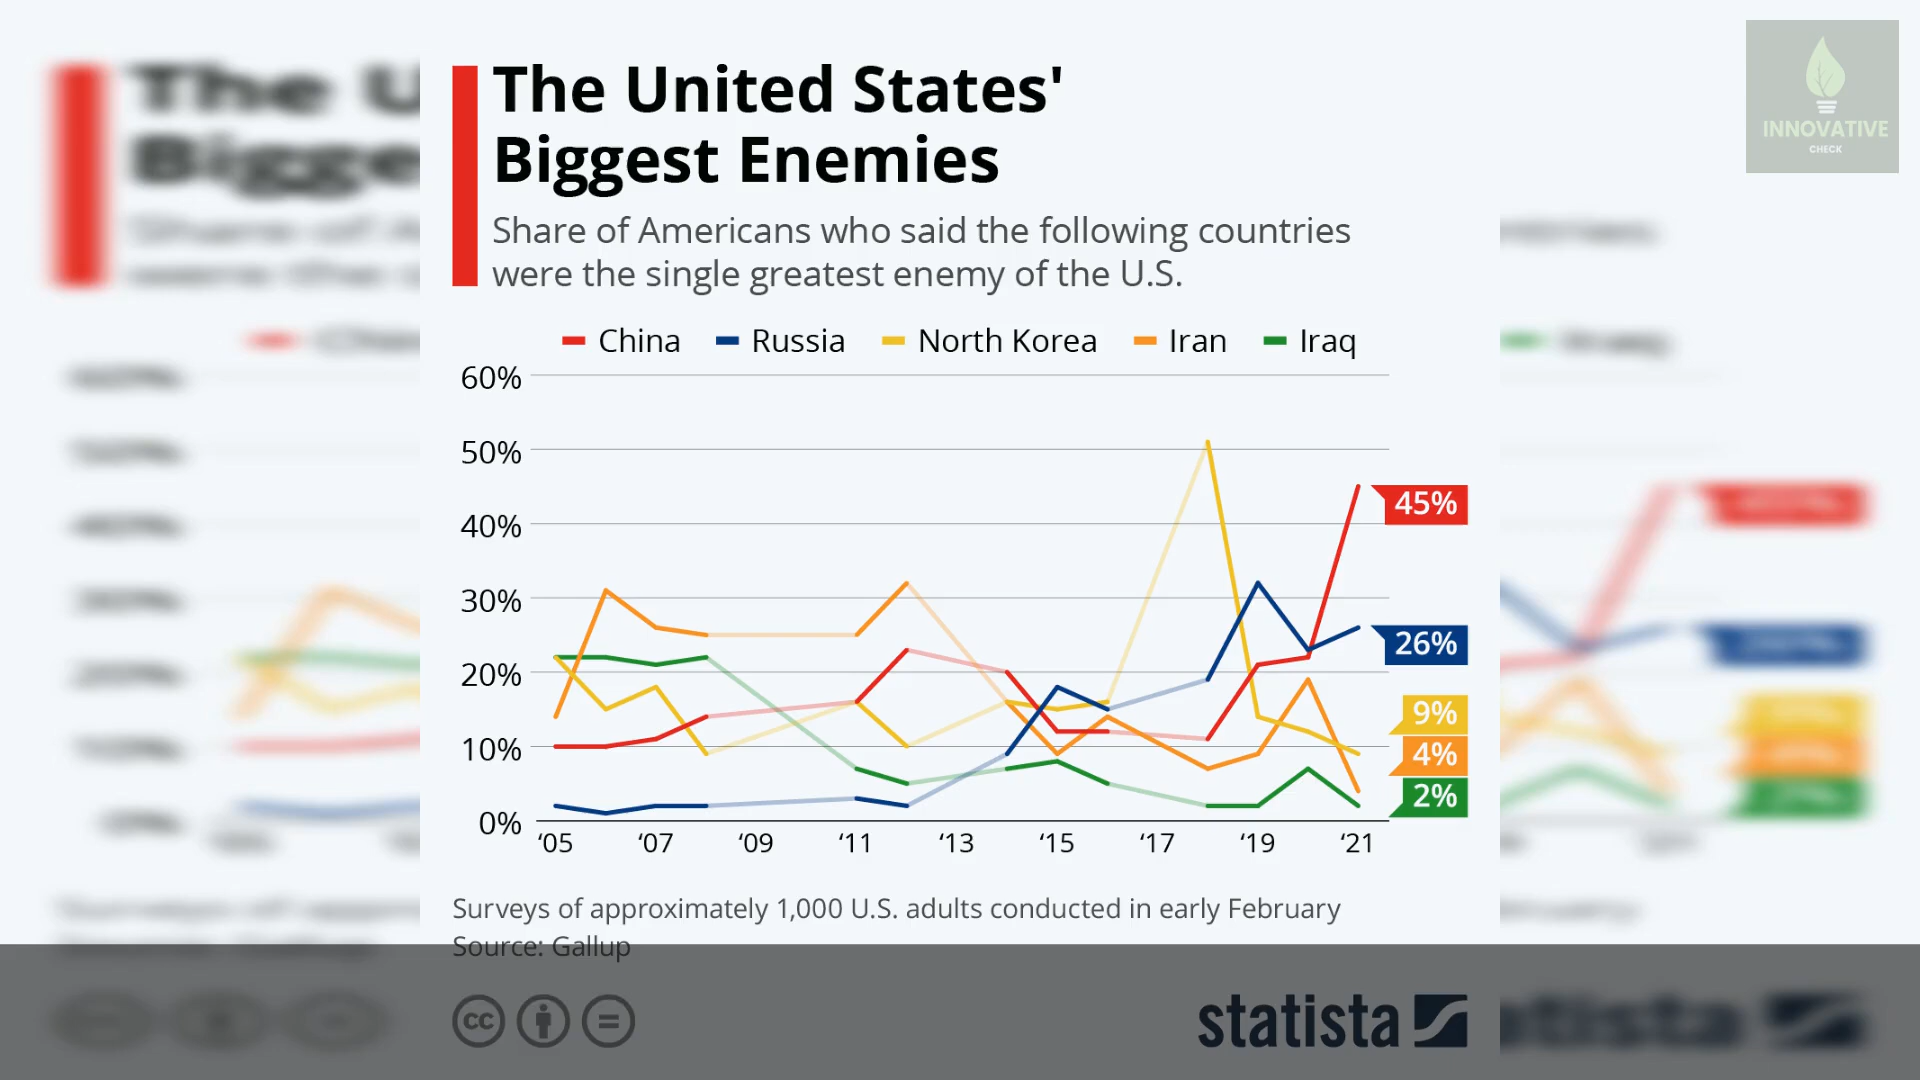 The United States'
Biggest Enemies
Share of Americans who said the following countries
were the single greatest enemy of the U.S.
China Russia North Korea Iran Iraq
60%
50%
40%
30%
20%
10%
0%
45%
26%
9%
4%
2%
‘05 ‘07 ‘09 ‘11 ‘13 ‘15 ‘17 ‘19 ‘21
Surveys of approximately 1,000 U.S. adults conducted in early February
Source: Gallup
cc
statista
INNOVATIVE
CHECK